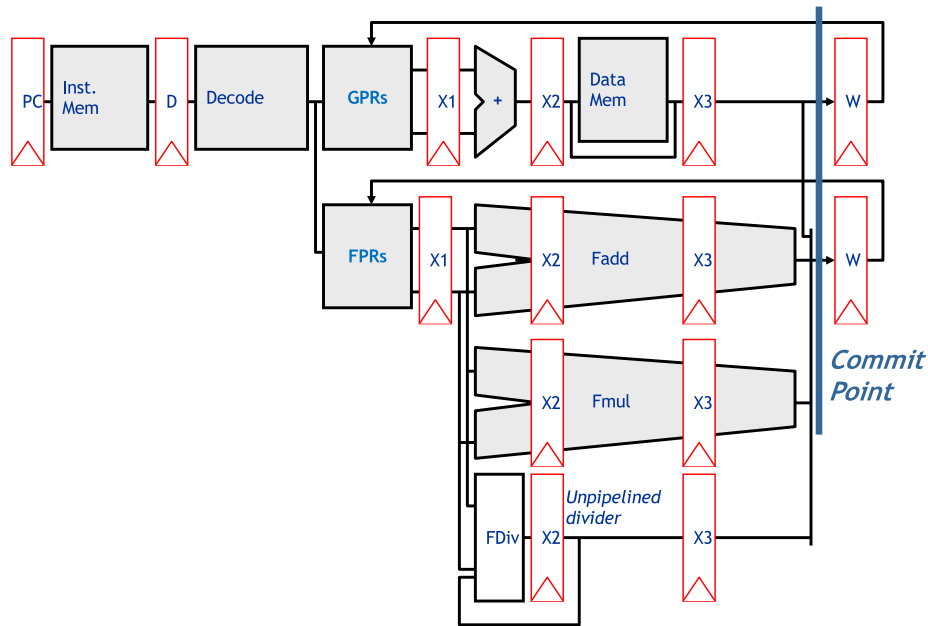 PC
Inst.
Mem
D
Decode
GPRs
X1
+
X2
Data
Mem
X3
W
FPRs
X1
X2
Fadd
X3
W
X2
Fmul
X3
Commit
Point
FDiv
X2
Unpipelined
divider
X3